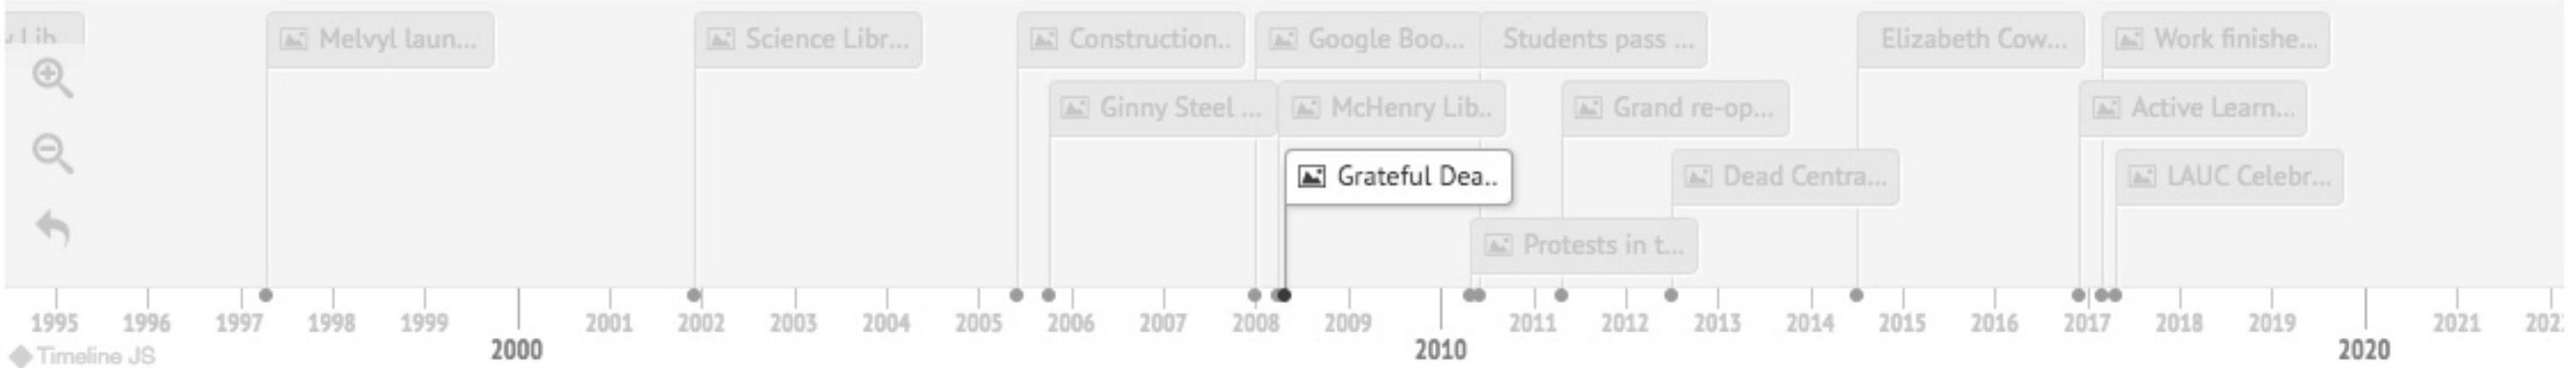 Melvyl laun...
Science Libr...
Construction..
Google Boo...
Students pass ...
Elizabeth Cow...
Work finishe...
Ginny Steel ...
McHenry Lib..
Grand re-op...
Active Learn...
Grateful Dea..
Dead Centra...
LAUC Celebr...
Protests in t...
1995 1996 1997 1998 1999 2001 2002 2003 2004 2005 2006 2007 2008 2009 2011 2012 2013 2014 2015 2016 2017 2018 2019 2021
2000 2010 2020
Timeline JS